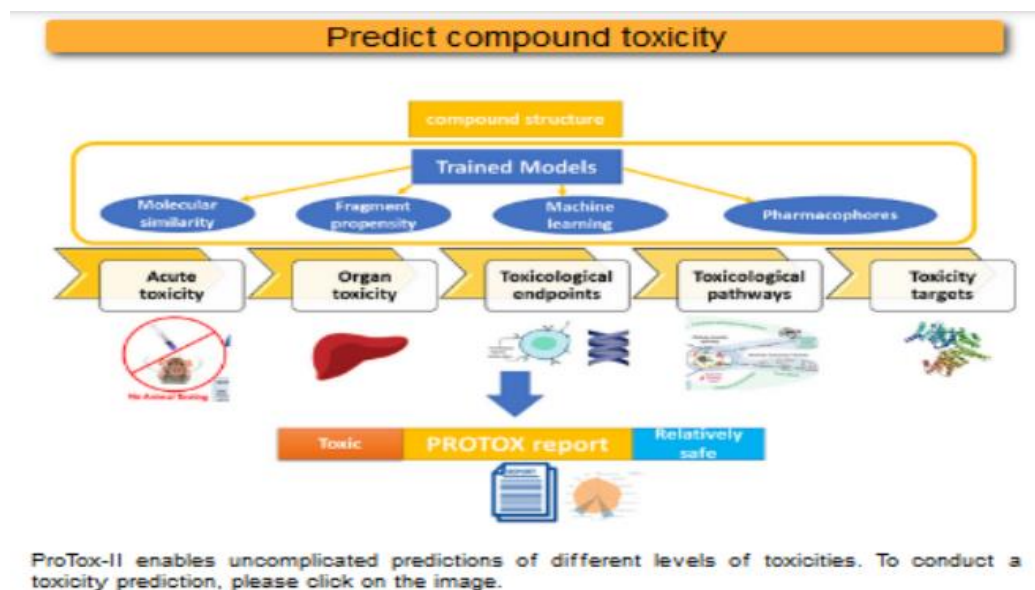 Predict compound toxicity
compound structure
Trained Models
Molecular
similarity
Fragment
propensity
Machine
learning
Pharmacophores
Acute
toxicity
Organ
toxicity
Toxicological
endpoints
Toxicological
pathways
Toxicity
targets
No Animal Testing
Toxic
PROTOX report
Relatively
safe
REPORT
ProTox-II enables uncomplicated predictions of different levels of toxicities. To conduct a
toxicity prediction, please click on the image.